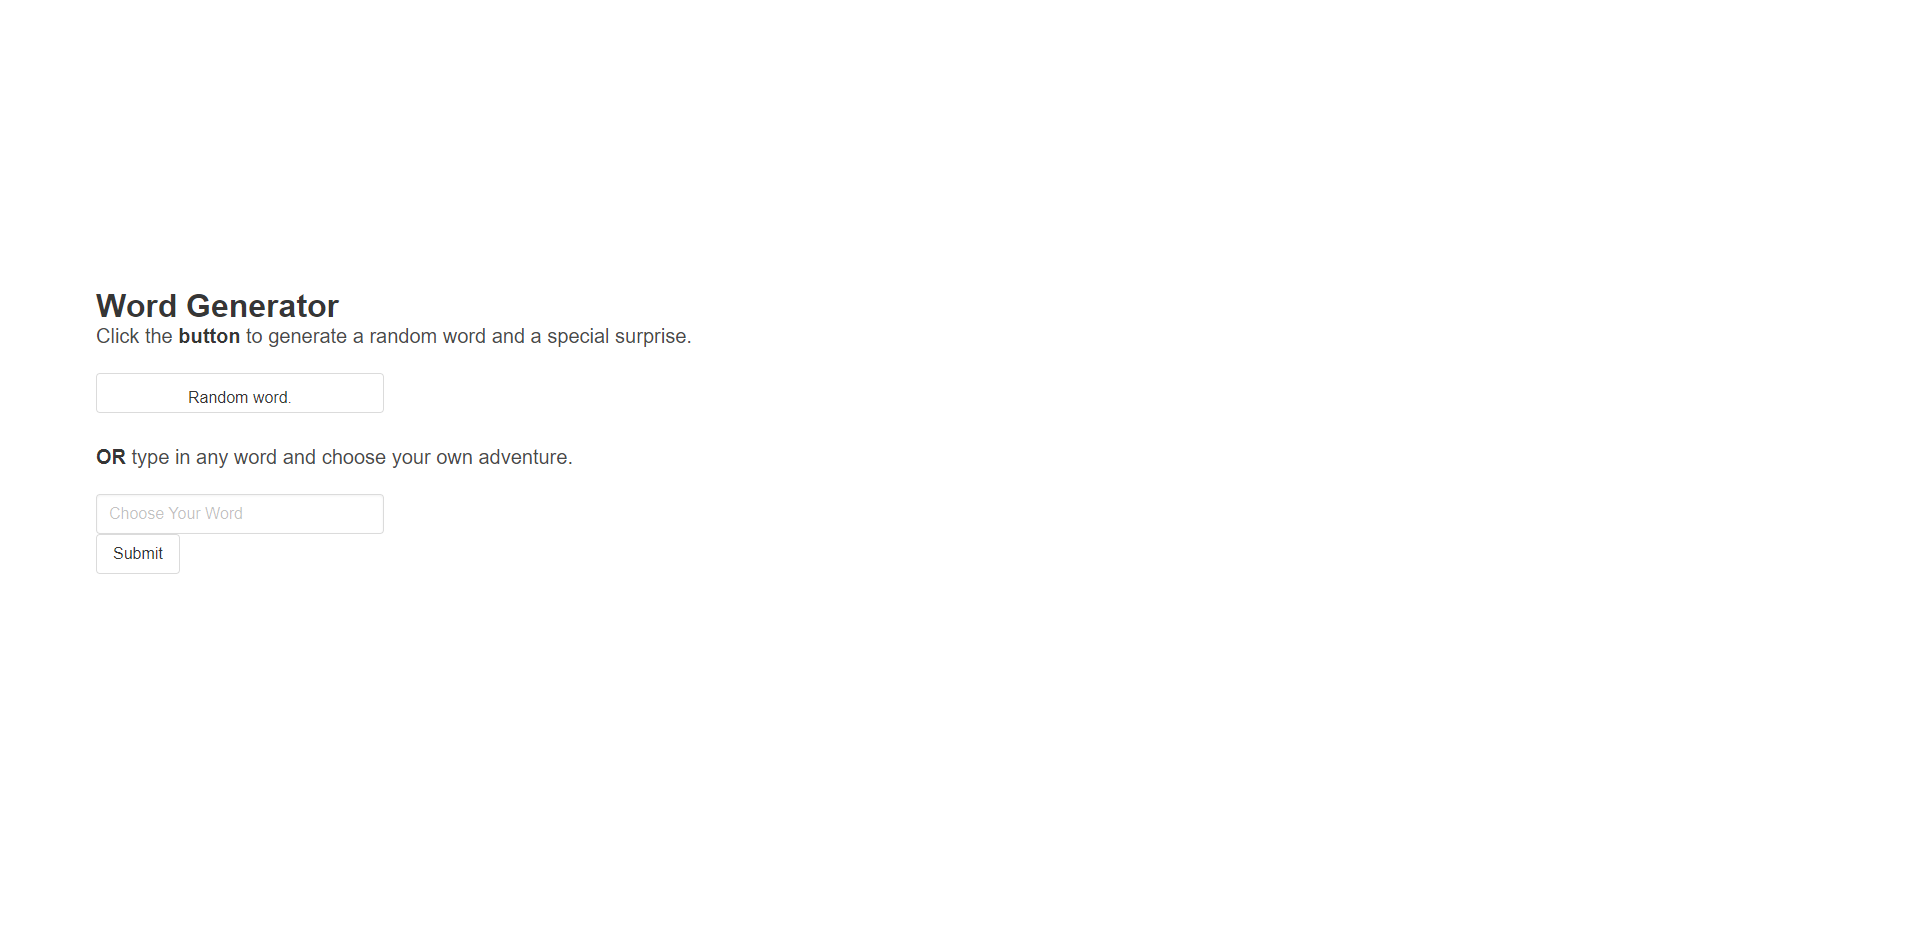 Word Generator
Click the button to generate a random word and a special surprise.
Random word.
OR type in any word and choose your own adventure.
Choose Your Word
Submit